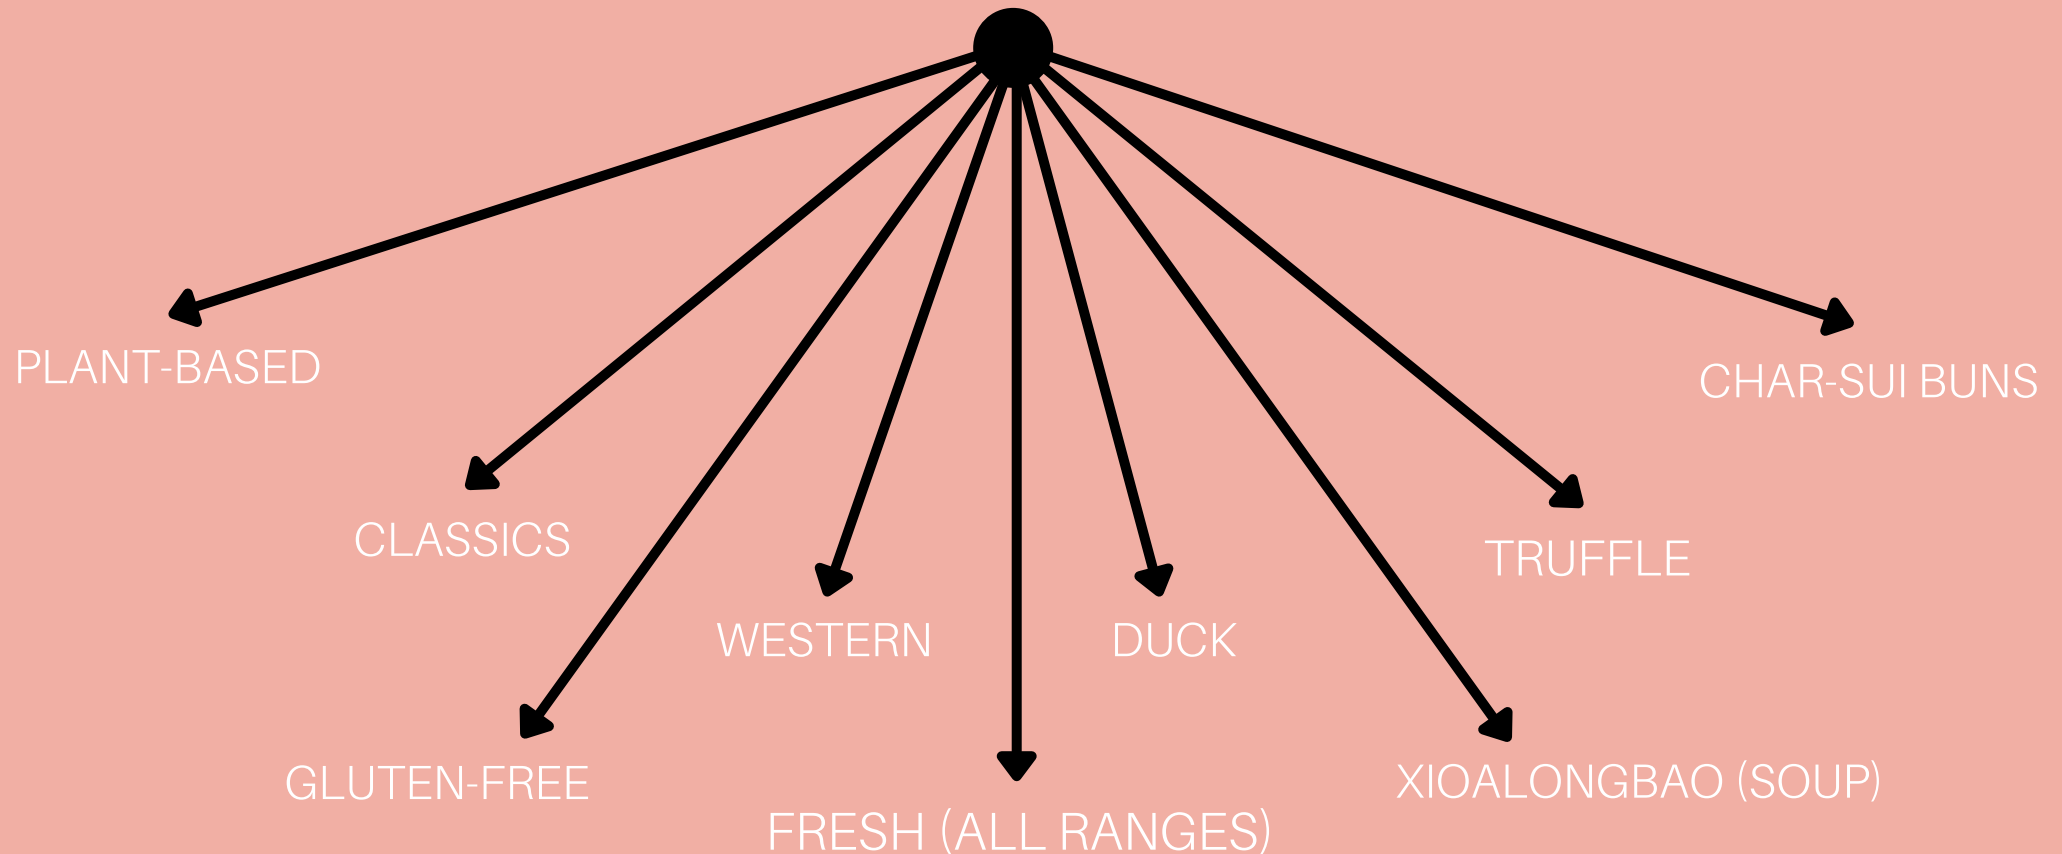 PLANT-BASED
CHAR-SUI BUNS
CLASSICS
TRUFFLE
WESTERN
DUCK
GLUTEN-FREE
XIOALONGBAO (SOUP)
FRESH (ALL RANGES)